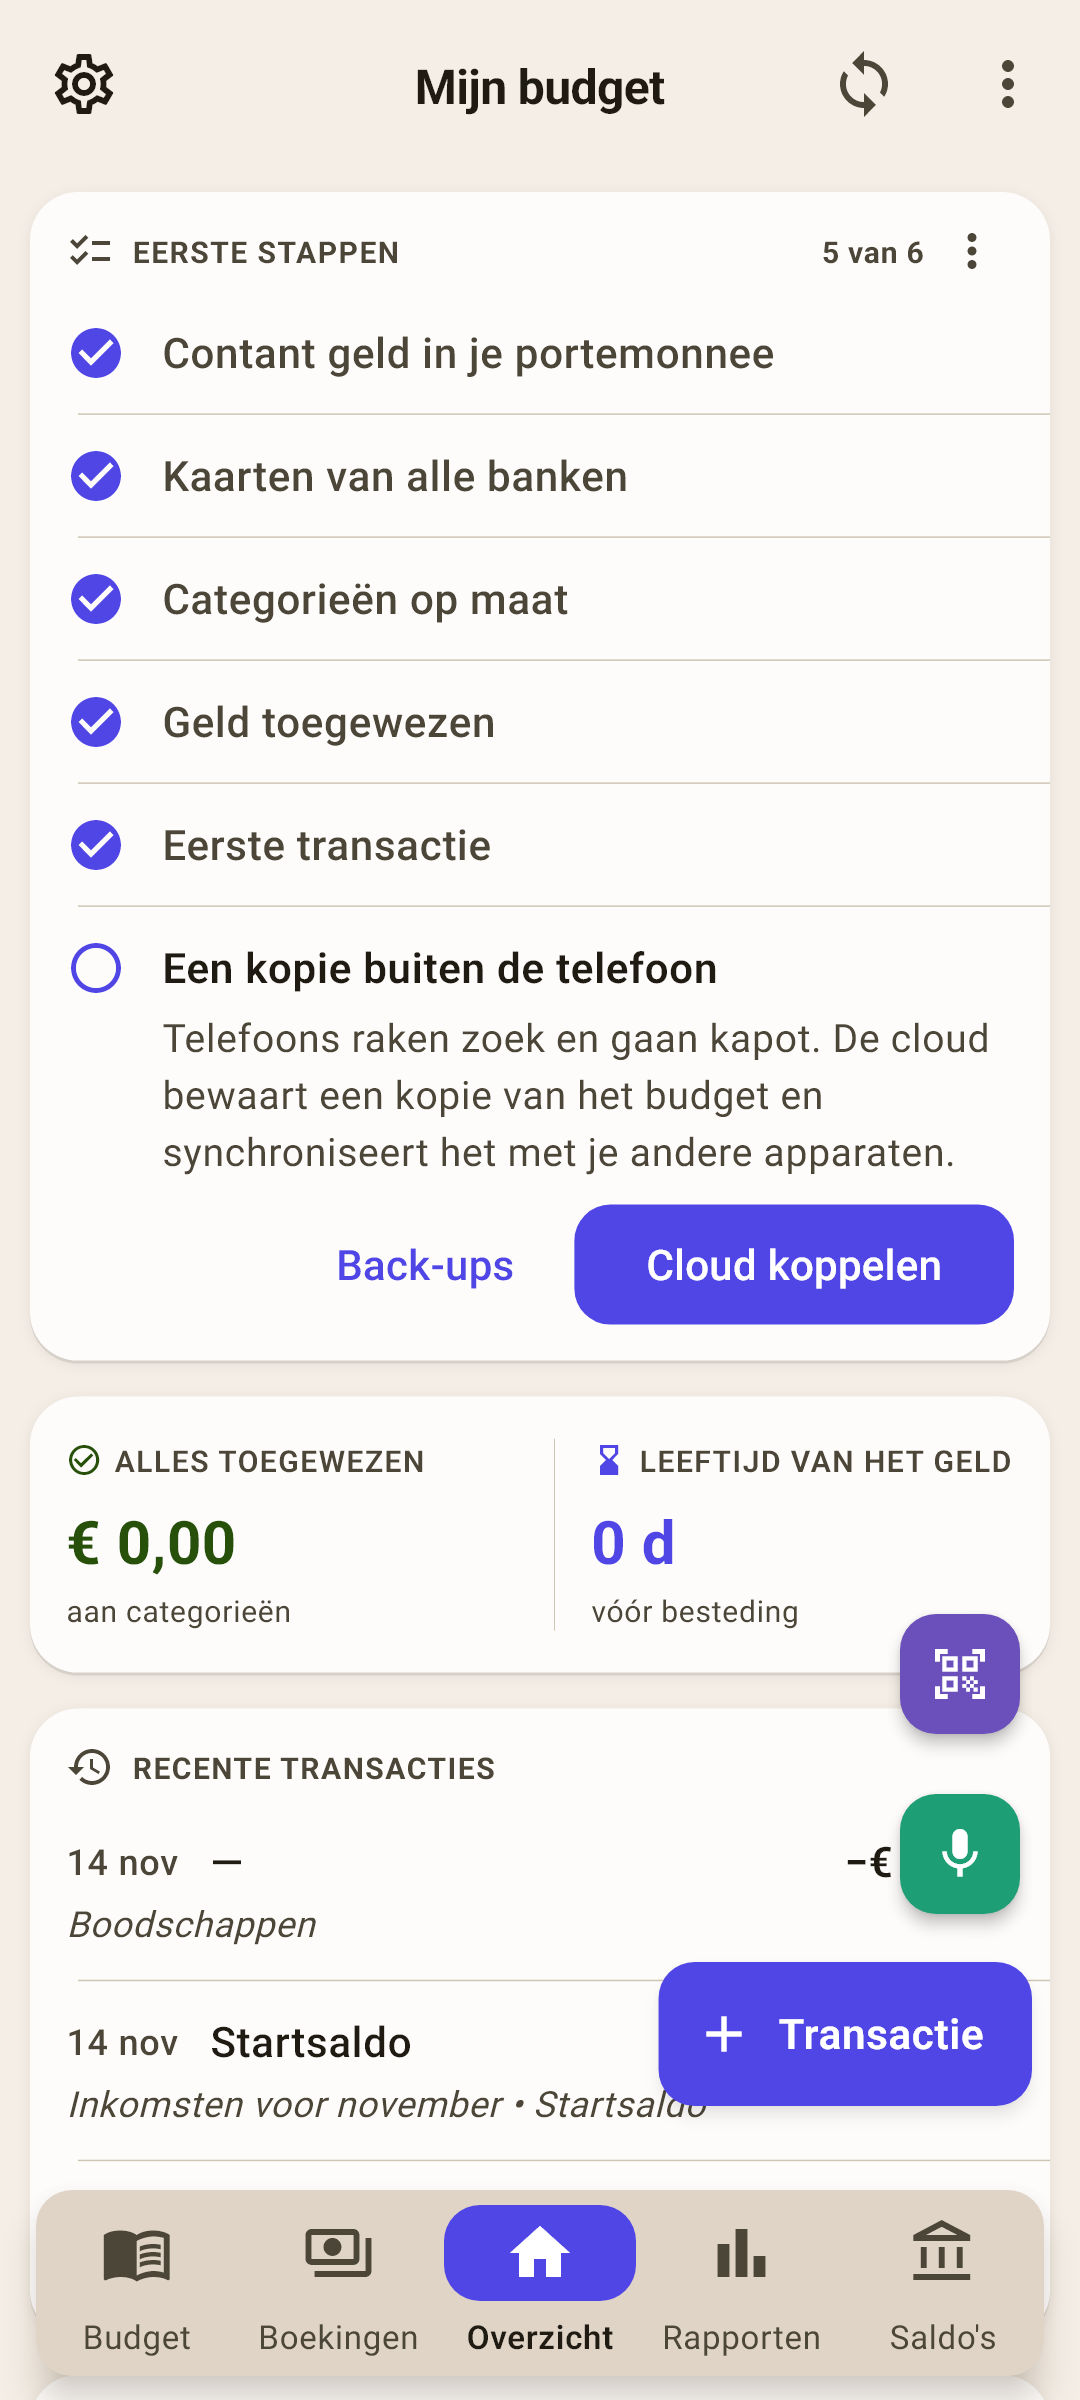 Mijn budget
EERSTE STAPPEN
5 van 6
Contant geld in je portemonnee
Kaarten van alle banken
Categorieën op maat
Geld toegewezen
Eerste transactie
Een kopie buiten de telefoon
Telefoons raken zoek en gaan kapot. De cloud
bewaart een kopie van het budget en
synchroniseert het met je andere apparaten.
Back-ups
Cloud koppelen
ALLES TOEGEWEZEN
€ 0,00
aan categorieën
LEEFTIJD VAN HET GELD
0 d
vóór besteding
RECENTE TRANSACTIES
14 nov —
−€
Boodschappen
14 nov Startsaldo
Inkomsten voor november • Startsaldo
+ Transactie
Budget
Boekingen
Overzicht
Rapporten
Saldo's